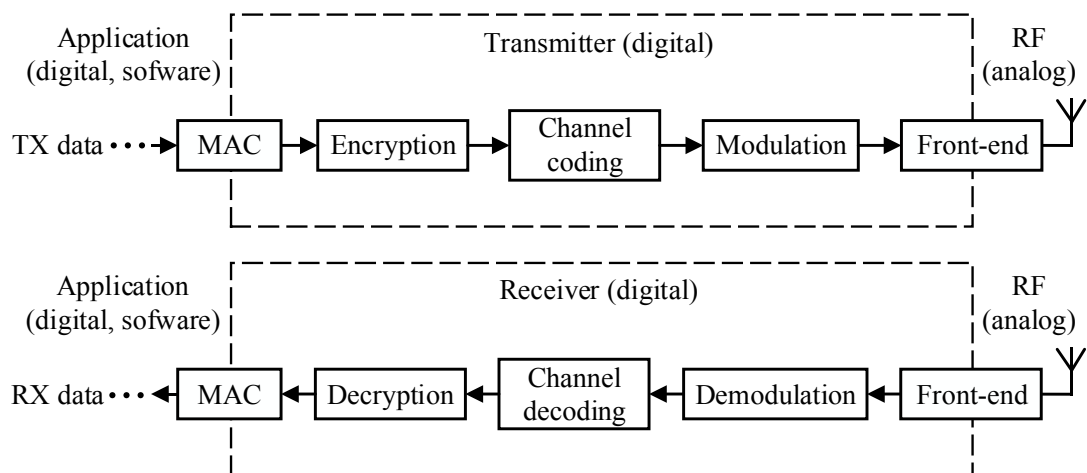 Application
(digital, sofware)
Transmitter (digital)
RF
(analog)
TX data
MAC
Encryption
Channel
coding
Modulation
Front-end
Application
(digital, sofware)
Receiver (digital)
RF
(analog)
RX data
MAC
Decryption
Channel
decoding
Demodulation
Front-end